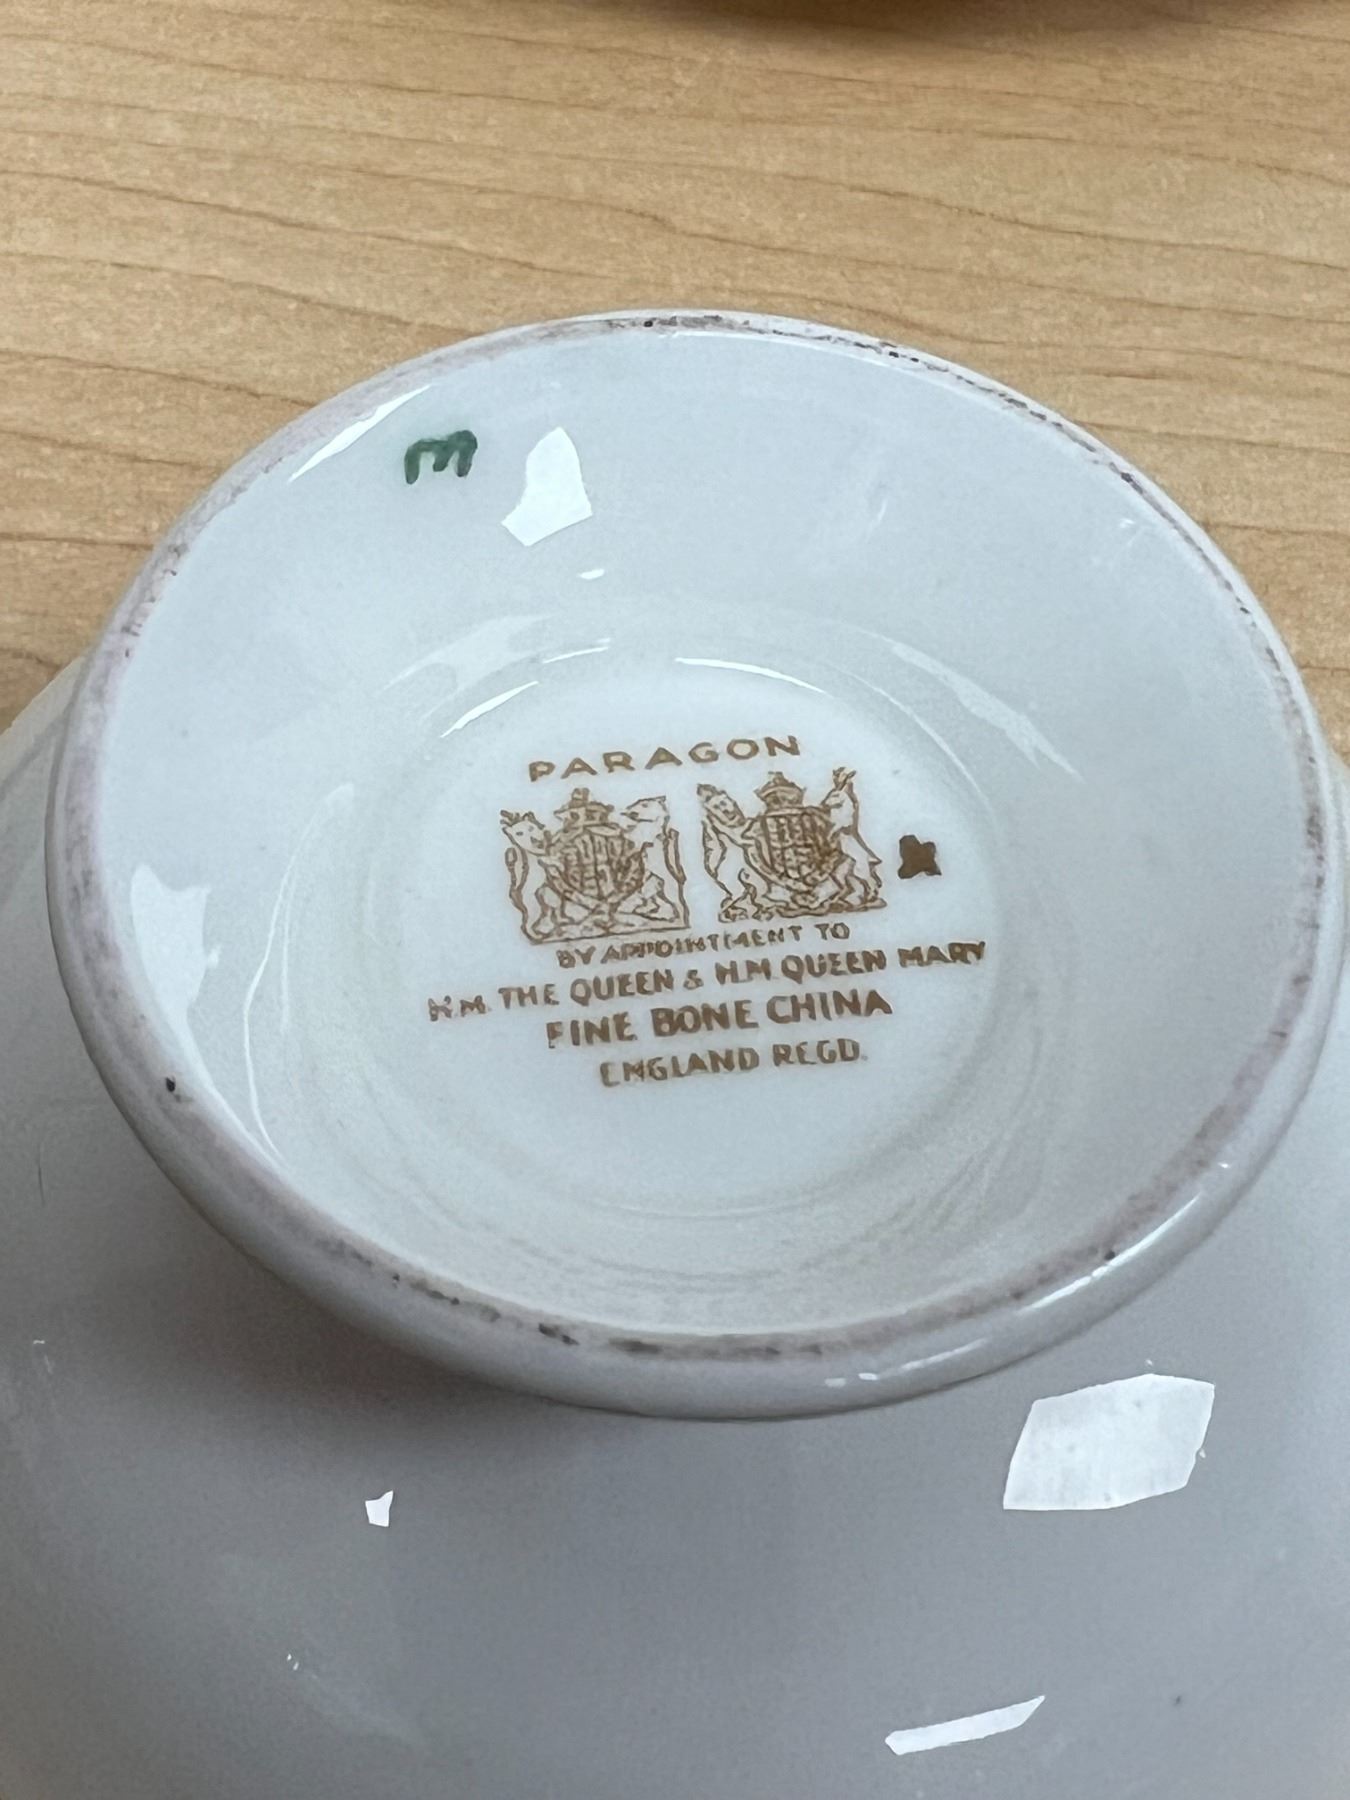 m
PARAGON
BY APPOINTMENT TO
H.M. THE QUEEN & H.M. QUEEN MARY
FINE BONE CHINA
ENGLAND REGD.